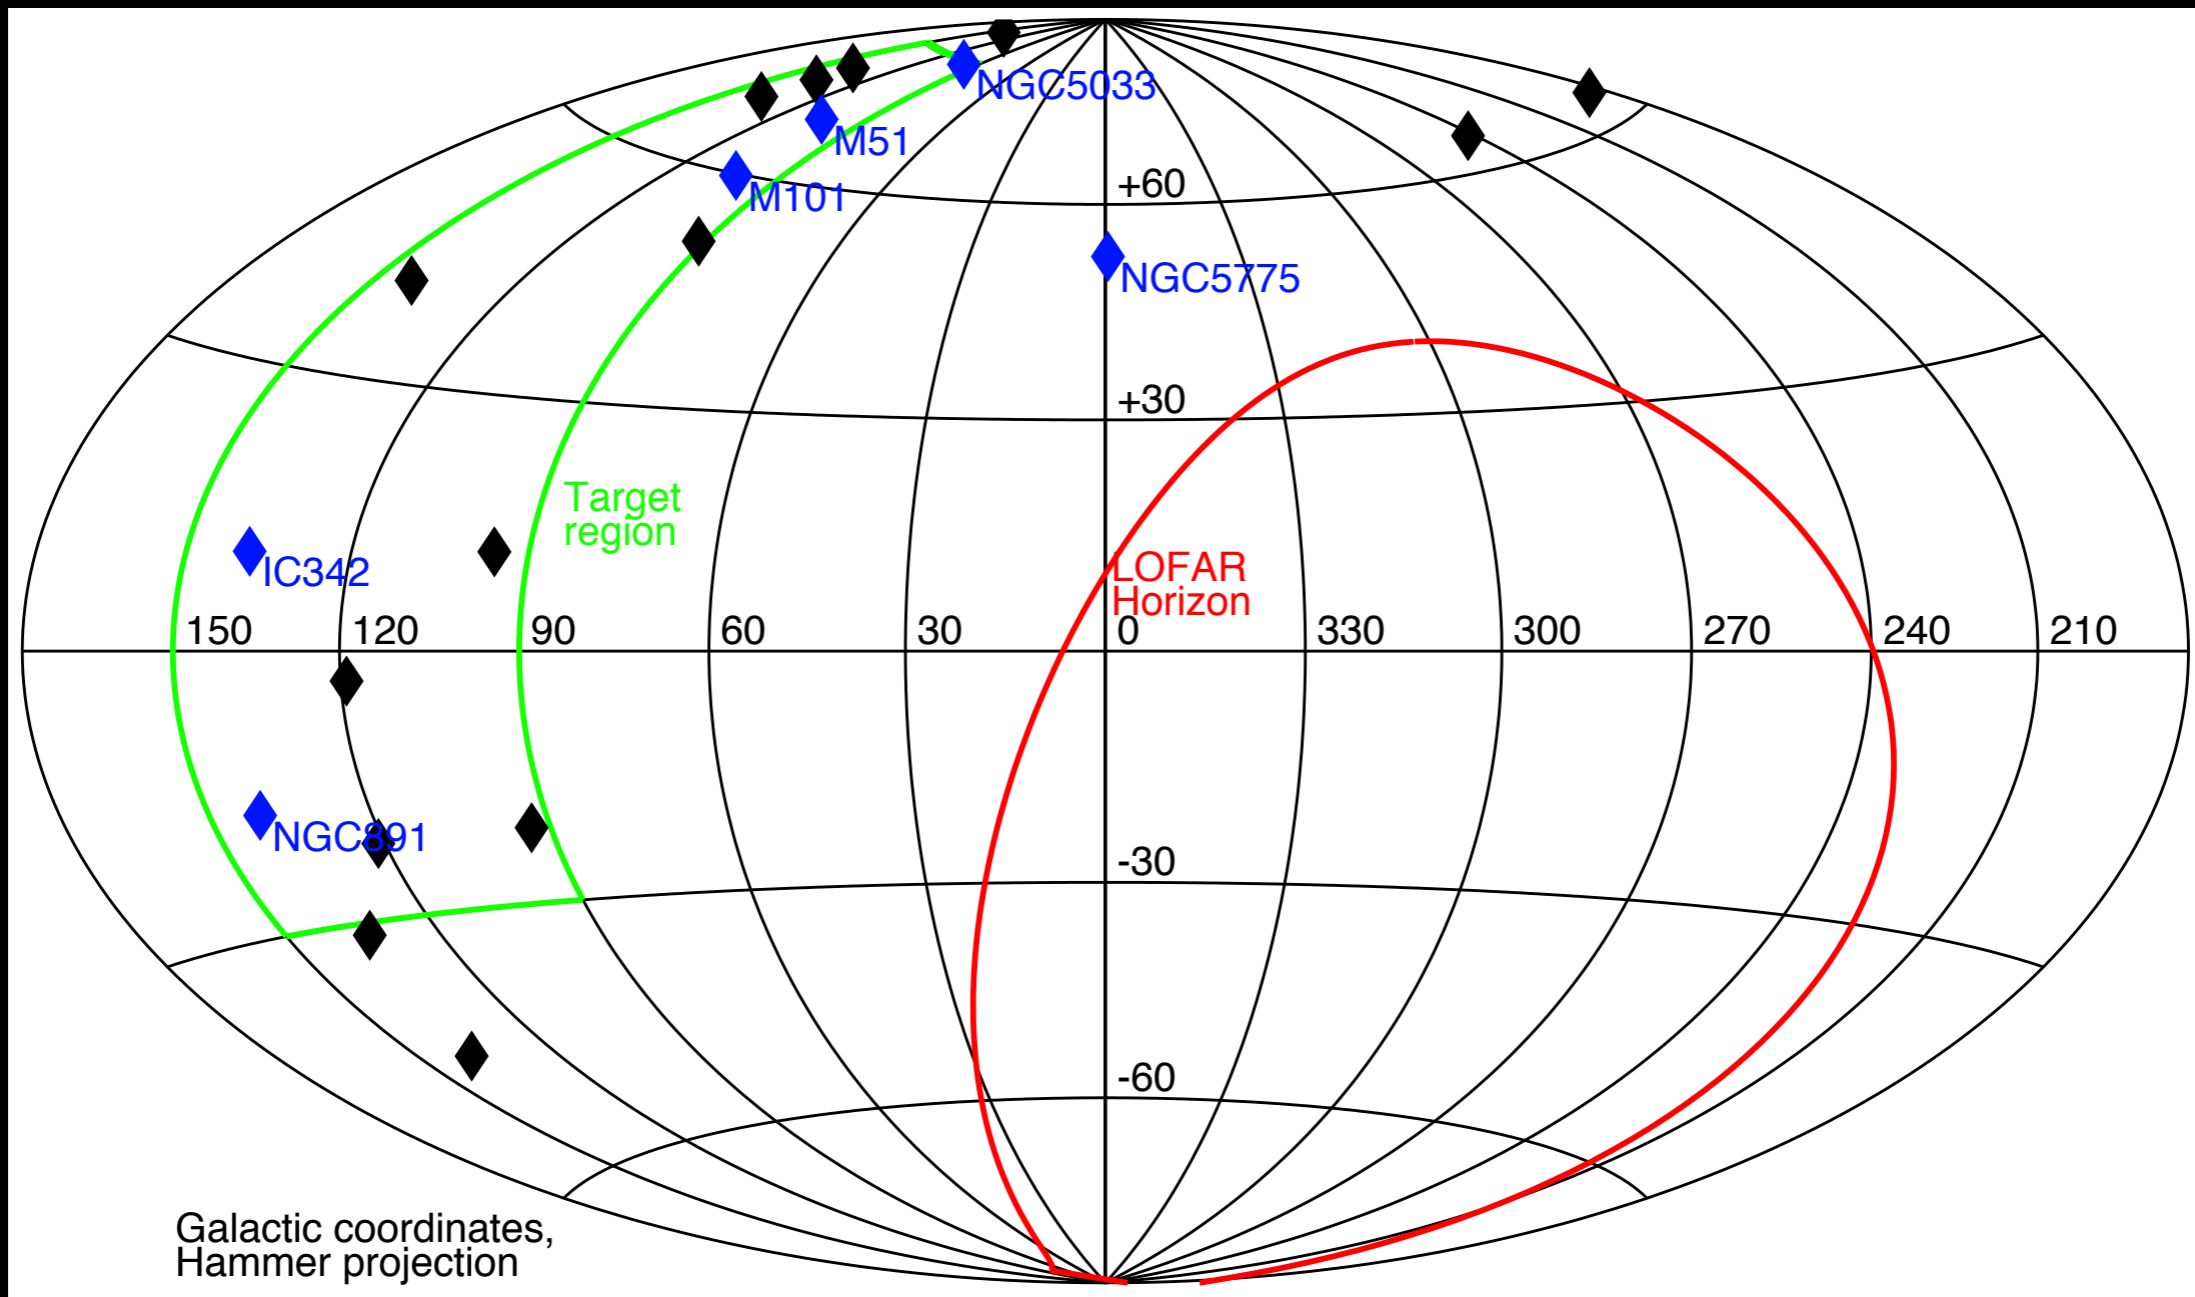 NGC5033
M51
M101
+60
NGC5775
+30
Target
region
LOFAR
Horizon
IC342
150
120
90
60
30
0
330
300
270
240
210
NGC891
-30
-60
Galactic coordinates,
Hammer projection